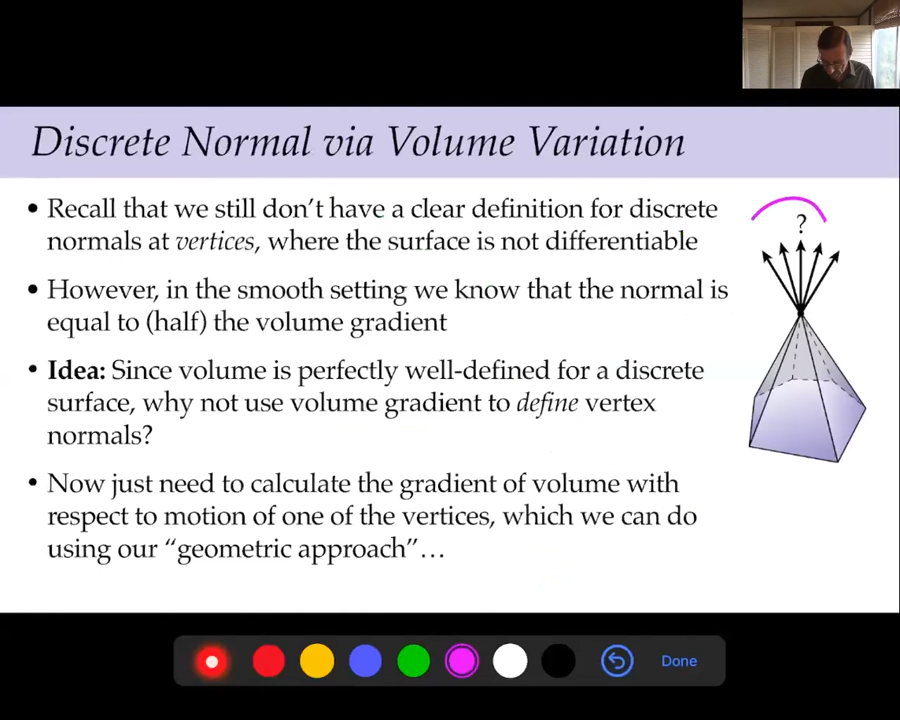 Discrete Normal via Volume Variation
• Recall that we still don't have a clear definition for discrete
normals at vertices, where the surface is not differentiable
?
• However, in the smooth setting we know that the normal is
equal to (half) the volume gradient
• Idea: Since volume is perfectly well-defined for a discrete
surface, why not use volume gradient to define vertex
normals?
• Now just need to calculate the gradient of volume with
respect to motion of one of the vertices, which we can do
using our “geometric approach”…
Done